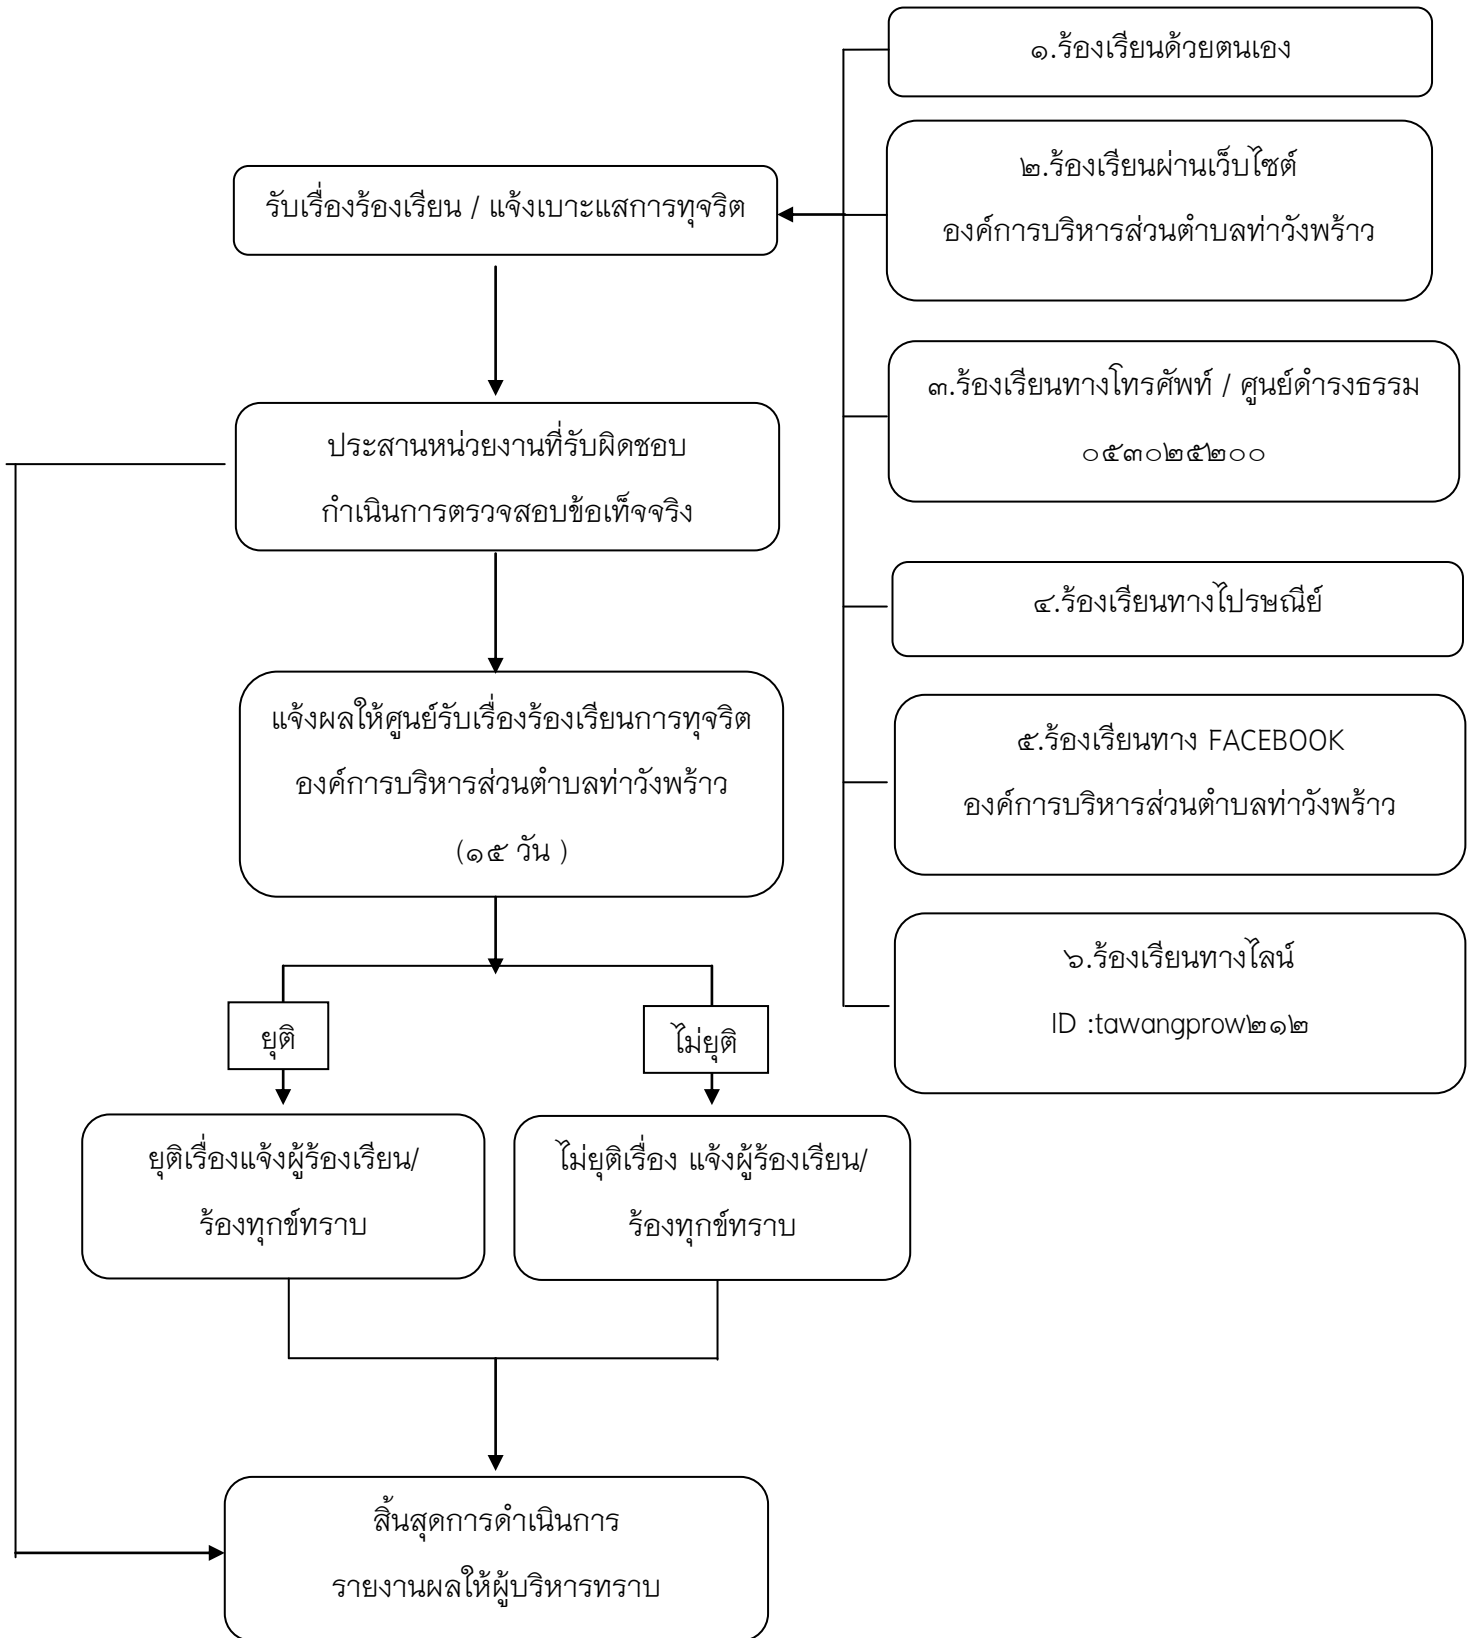 ๑.ร้องเรียนด้วยตนเอง
๒.ร้องเรียนผ่านเว็บไซต์
องค์การบริหารส่วนตำบลท่าวังพร้าว
รับเรื่องร้องเรียน / แจ้งเบาะแสการทุจริต
๓.ร้องเรียนทางโทรศัพท์ / ศูนย์ดำรงธรรม
๐๕๓๐๒๕๒๐๐
ประสานหน่วยงานที่รับผิดชอบ
กำเนินการตรวจสอบข้อเท็จจริง
๔.ร้องเรียนทางไปรษณีย์
แจ้งผลให้ศูนย์รับเรื่องร้องเรียนการทุจริต
องค์การบริหารส่วนตำบลท่าวังพร้าว
(๑๕ วัน )
๕.ร้องเรียนทาง FACEBOOK
องค์การบริหารส่วนตำบลท่าวังพร้าว
๖.ร้องเรียนทางไลน์
ID :tawangprow๒๑๒
ยุติ
ไม่ยุติ
ยุติเรื่องแจ้งผู้ร้องเรียน/
ร้องทุกข์ทราบ
ไม่ยุติเรื่อง แจ้งผู้ร้องเรียน/
ร้องทุกข์ทราบ
สิ้นสุดการดำเนินการ
รายงานผลให้ผู้บริหารทราบ